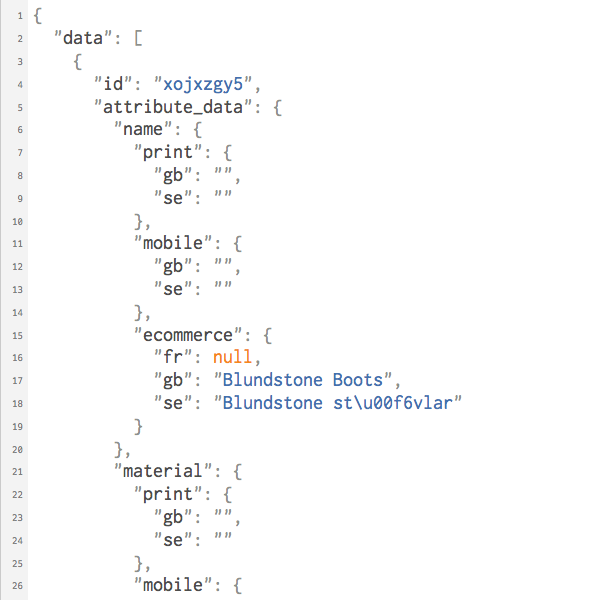 1 {
2 "data": [
3 {
4 "id": "xojxzgy5",
5 "attribute_data": {
6 "name": {
7 "print": {
8 "gb": "",
9 "se": ""
10 },
11 "mobile": {
12 "gb": "",
13 "se": ""
14 },
15 "ecommerce": {
16 "fr": null,
17 "gb": "Blundstone Boots",
18 "se": "Blundstone st\u00f6vlar"
19 }
20 },
21 "material": {
22 "print": {
23 "gb": "",
24 "se": ""
25 },
26 "mobile": {